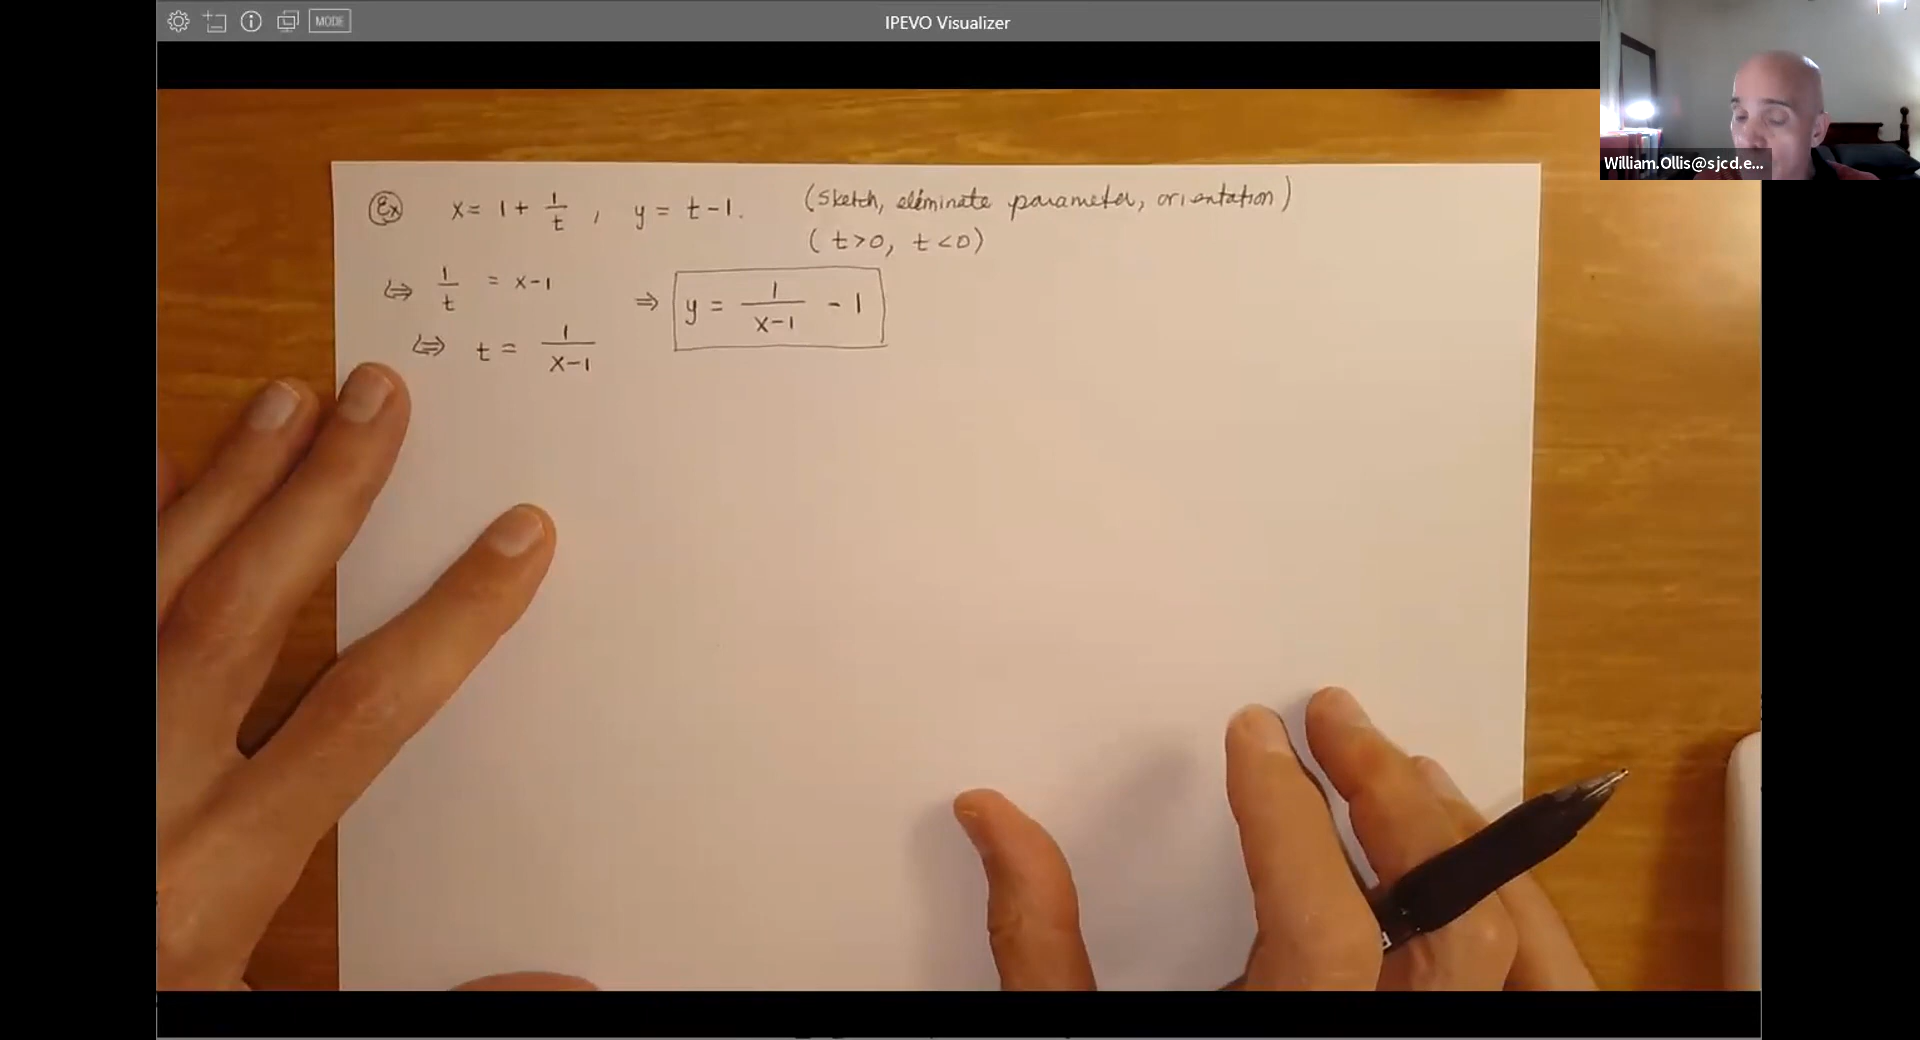 MODE
IPEVO Visualizer
William.Ollis@sjcd.e...
Ex x = 1 + 1/t , y = t - 1. (sketch, eliminate parameter, orientation)
( t > 0, t < 0 )
⇔ 1/t = x - 1 ⇒ y = 1/(x-1) - 1
⇔ t = 1/(x-1)